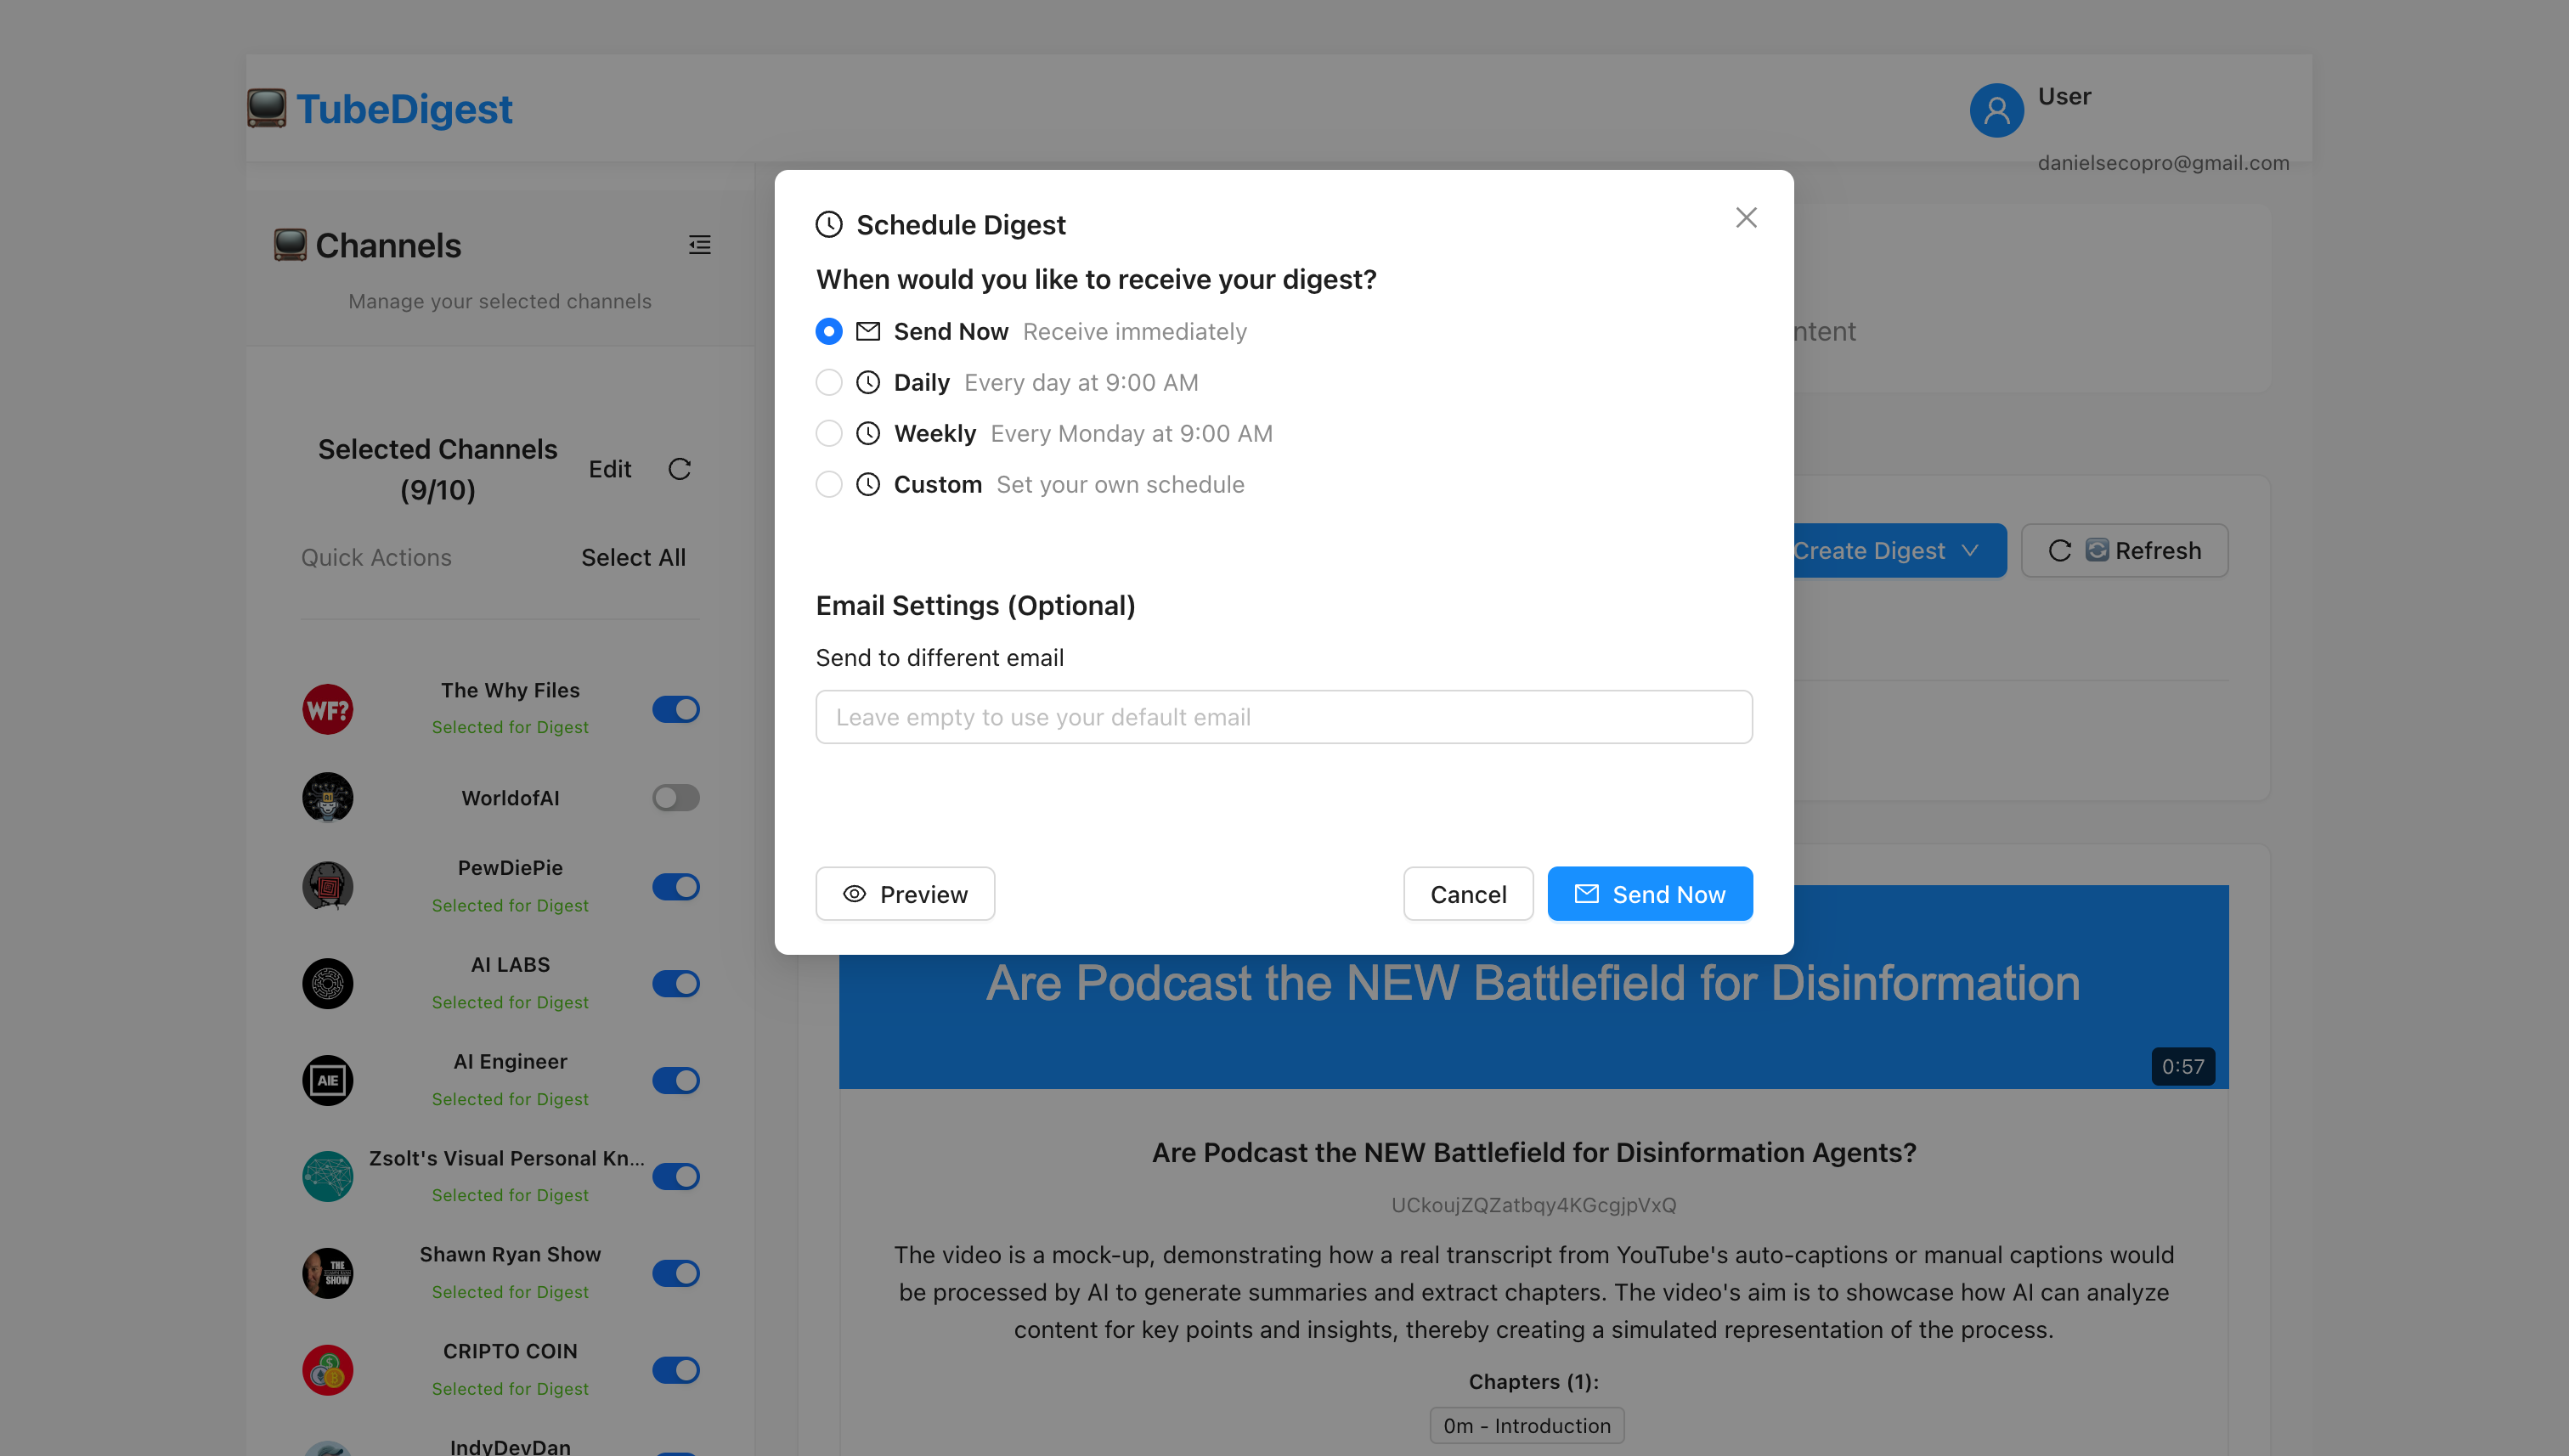 TubeDigest
User
danielsecopro@gmail.com
Channels
Manage your selected channels
Selected Channels
(9/10)
Edit
Quick Actions
Select All
The Why Files
Selected for Digest
WF?
WorldofAI
AI
PewDiePie
Selected for Digest
AI LABS
Selected for Digest
AI Engineer
Selected for Digest
AIE
Zsolt's Visual Personal Kn...
Selected for Digest
Shawn Ryan Show
Selected for Digest
THE
SHOW
CRIPTO COIN
Selected for Digest
IndyDevDan
Schedule Digest
When would you like to receive your digest?
Send Now Receive immediately
Daily Every day at 9:00 AM
Weekly Every Monday at 9:00 AM
Custom Set your own schedule
Email Settings (Optional)
Send to different email
Leave empty to use your default email
Preview
Cancel
Send Now
ntent
Create Digest
Refresh
Are Podcast the NEW Battlefield for Disinformation
0:57
Are Podcast the NEW Battlefield for Disinformation Agents?
UCkoujZQZatbqy4KGcgjpVxQ
The video is a mock-up, demonstrating how a real transcript from YouTube's auto-captions or manual captions would
be processed by AI to generate summaries and extract chapters. The video's aim is to showcase how AI can analyze
content for key points and insights, thereby creating a simulated representation of the process.
Chapters (1):
0m - Introduction